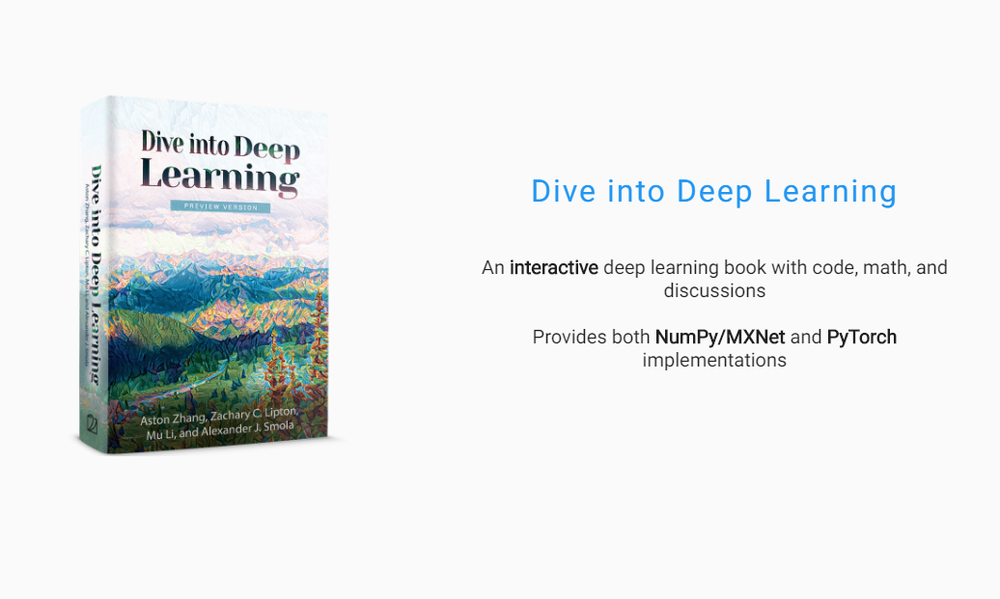 Dive into Deep
Learning
PREVIEW VERSION
Aston Zhang, Zachary C. Lipton,
Mu Li, and Alexander J. Smola
Dive into Deep Learning
Aston Zhang, Zachary C. Lipton, Mu Li, and Alexander J. Smola
Dive into Deep Learning
An interactive deep learning book with code, math, and
discussions
Provides both NumPy/MXNet and PyTorch
implementations